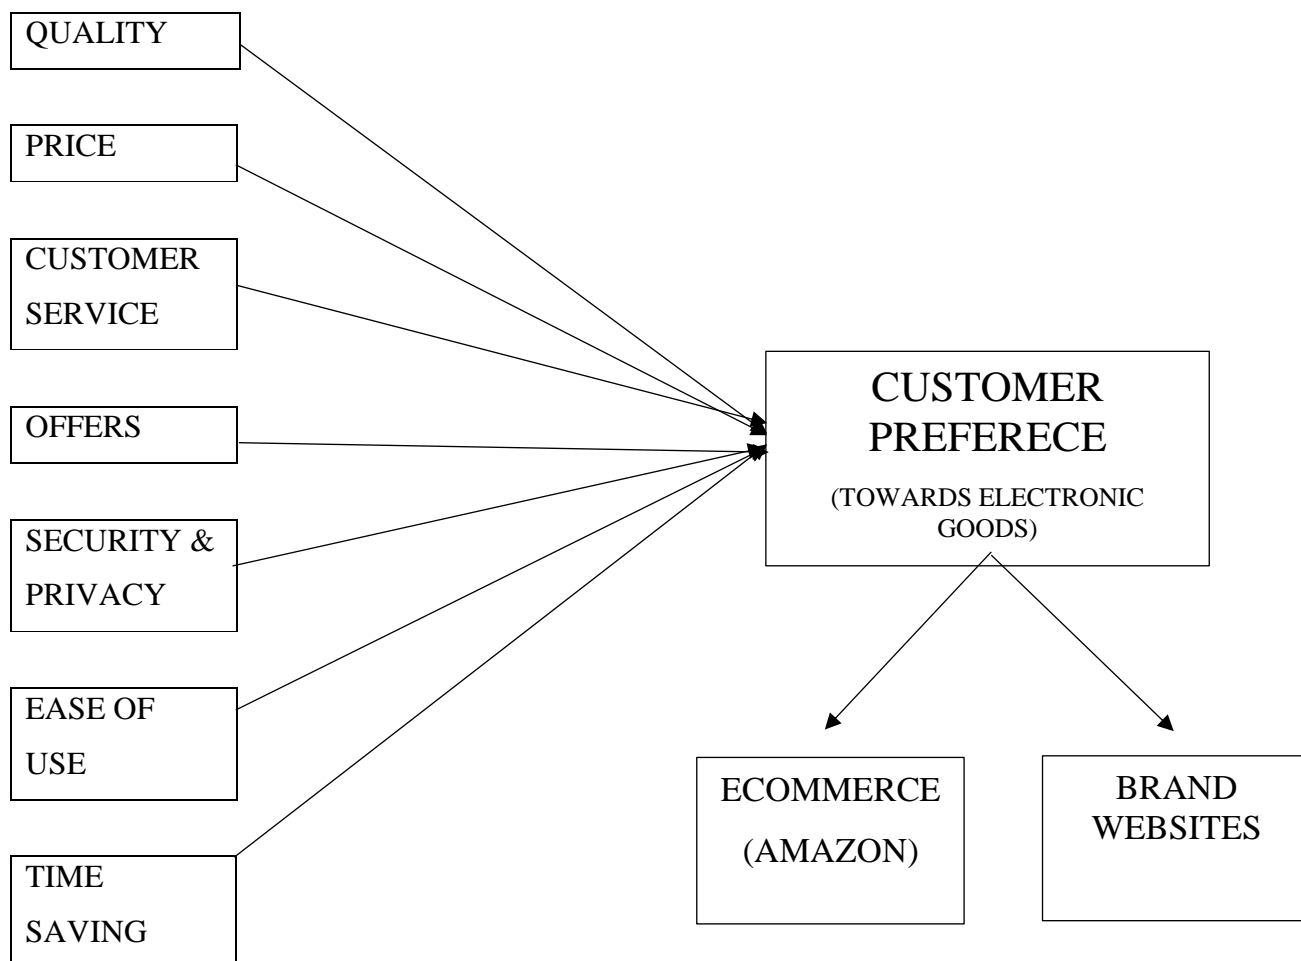 QUALITY
PRICE
CUSTOMER
SERVICE
OFFERS
SECURITY &
PRIVACY
EASE OF
USE
TIME
SAVING
CUSTOMER
PREFERECE
(TOWARDS ELECTRONIC
GOODS)
ECOMMERCE
(AMAZON)
BRAND
WEBSITES